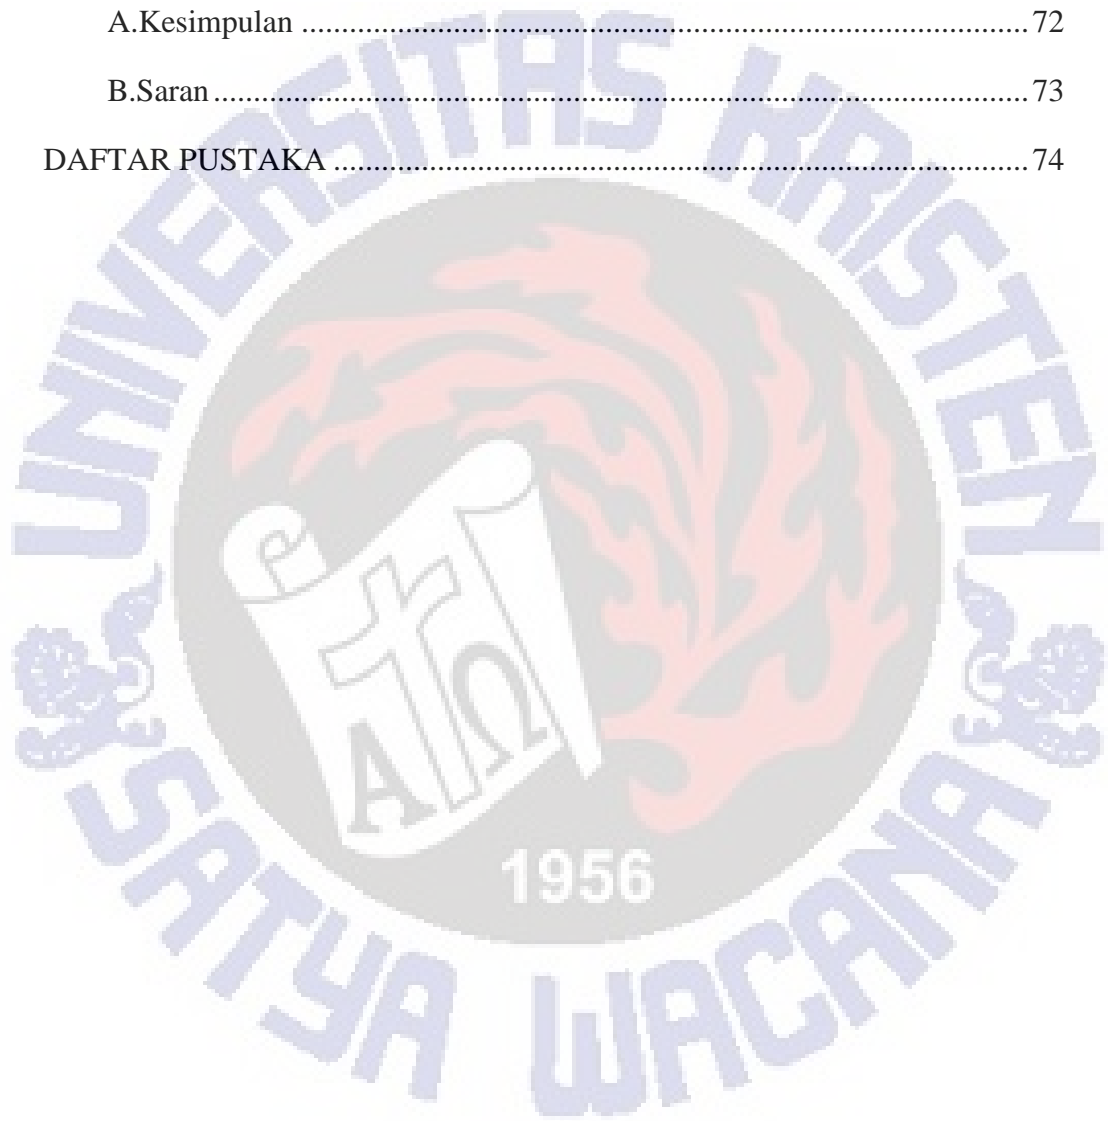 A.Kesimpulan ........................................................................................... 72
B.Saran ...................................................................................................... 73
DAFTAR PUSTAKA ....................................................................................... 74
UNIVERSITAS KRISTEN
SATYA WACANA
A Ω
1956